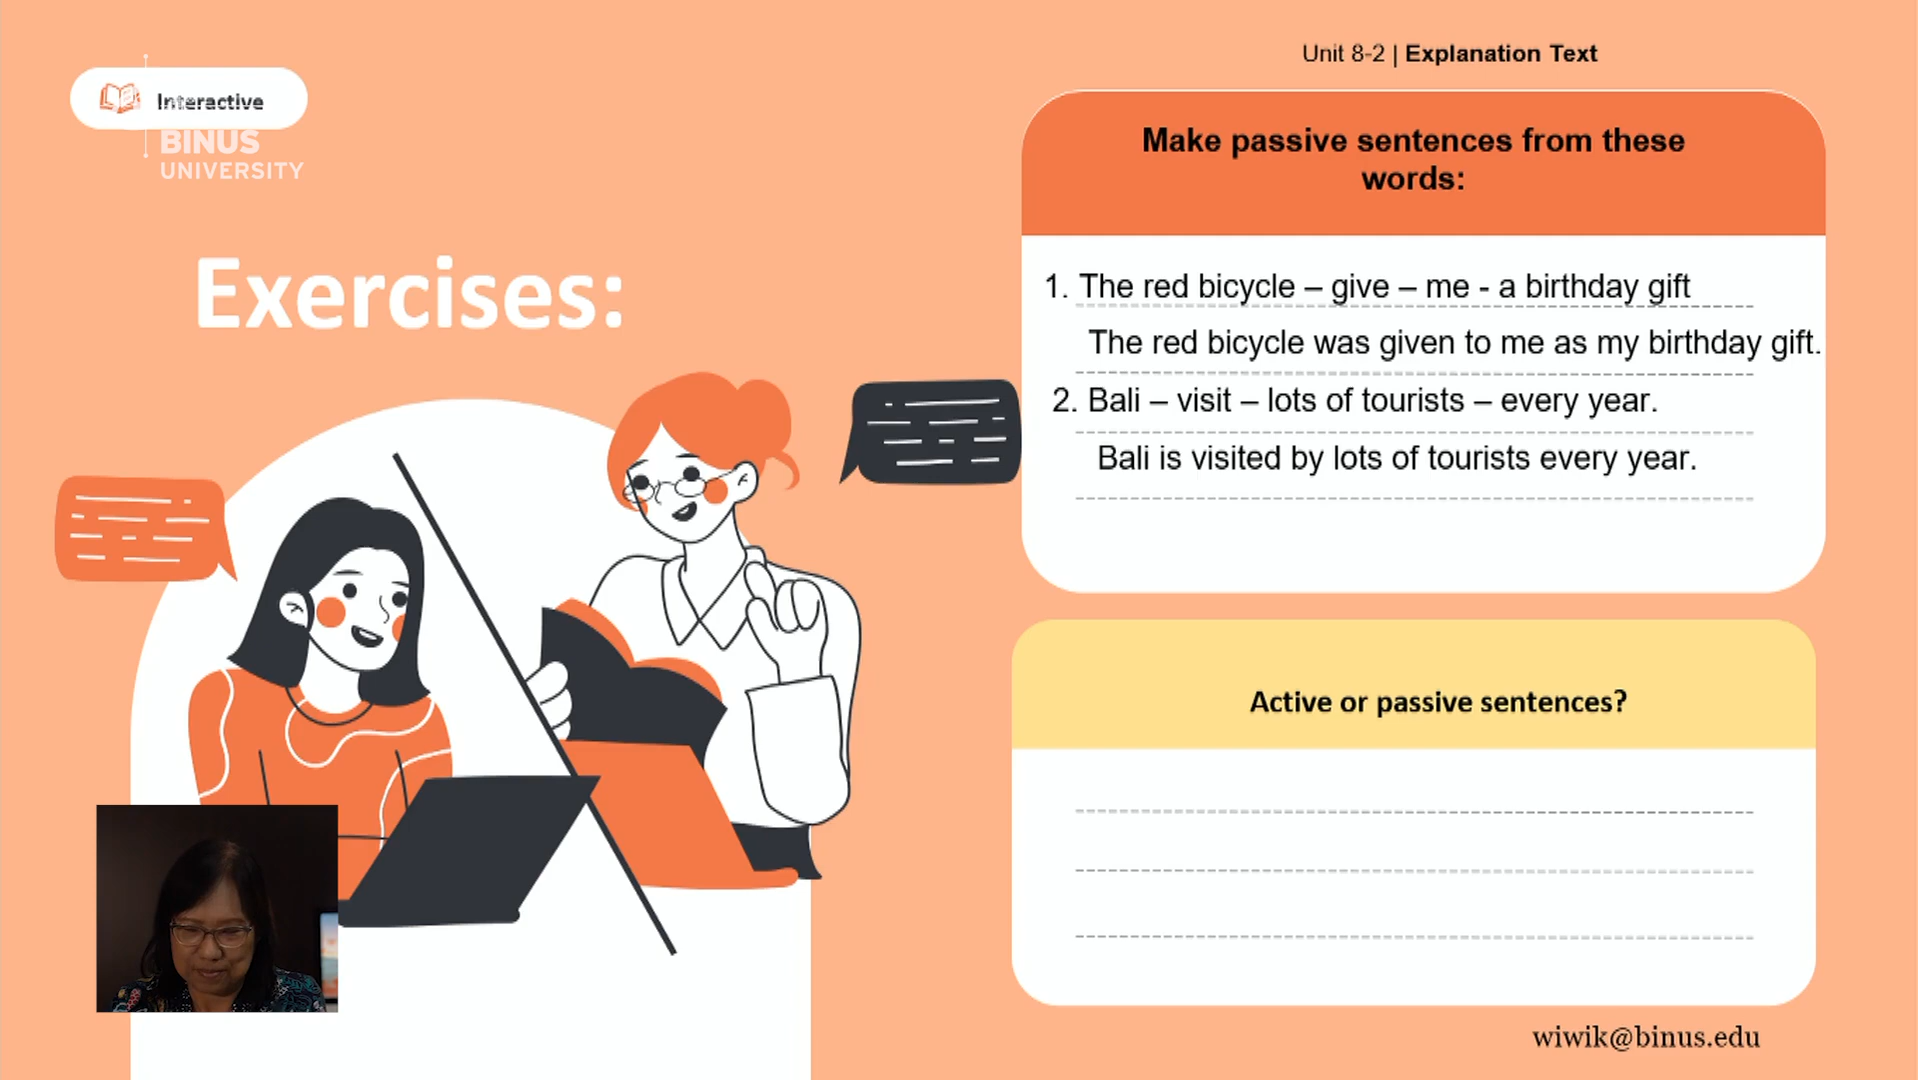 Interactive
BINUS
UNIVERSITY
Exercises:
Unit 8-2 | Explanation Text
Make passive sentences from these
words:
1. The red bicycle – give – me - a birthday gift
The red bicycle was given to me as my birthday gift.
2. Bali – visit – lots of tourists – every year.
Bali is visited by lots of tourists every year.
Active or passive sentences?
wiwik@binus.edu